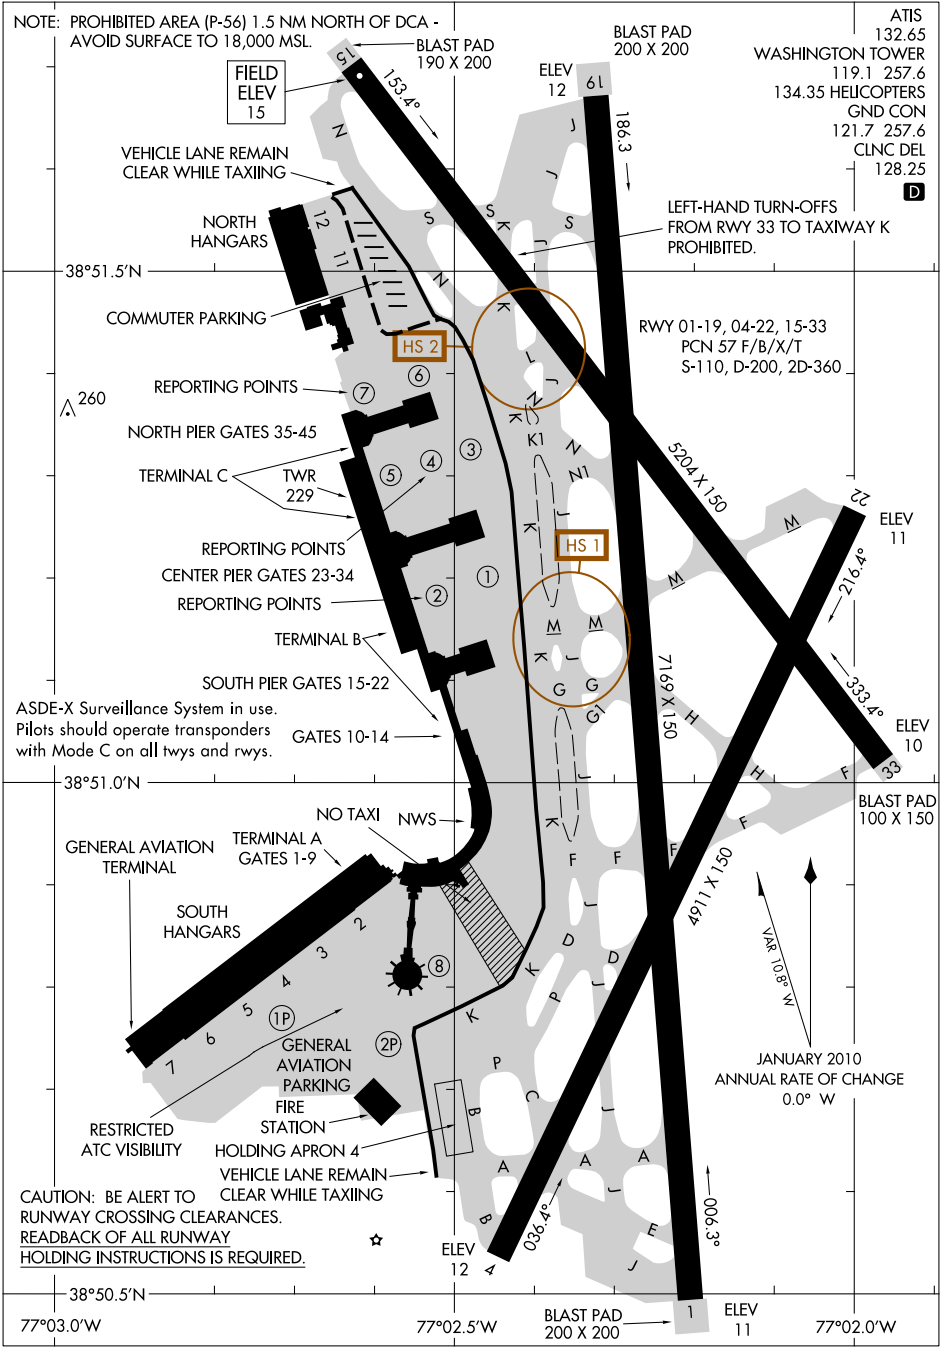 NOTE: PROHIBITED AREA (P-56) 1.5 NM NORTH OF DCA -
AVOID SURFACE TO 18,000 MSL.
ATIS
132.65
WASHINGTON TOWER
119.1 257.6
134.35 HELICOPTERS
GND CON
121.7 257.6
CLNC DEL
128.25
D
15
BLAST PAD
190 X 200
BLAST PAD
200 X 200
FIELD
ELEV
15
153.4°
ELEV
12
19
186.3
N
J
J
VEHICLE LANE REMAIN
CLEAR WHILE TAXIING
LEFT-HAND TURN-OFFS
FROM RWY 33 TO TAXIWAY K
PROHIBITED.
NORTH
HANGARS
12
11
S
S
K
J
S
38°51.5'N
N
K
COMMUTER PARKING
HS 2
RWY 01-19, 04-22, 15-33
PCN 57 F/B/X/T
S-110, D-200, 2D-360
L
J
N
REPORTING POINTS
7
6
260
K
K1
N
N1
NORTH PIER GATES 35-45
TERMINAL C
TWR
229
5
4
3
5204 X 150
J
K
M
22
ELEV
11
HS 1
REPORTING POINTS
CENTER PIER GATES 23-34
REPORTING POINTS
1
2
M
216.4°
TERMINAL B
M
M
K
J
G
G
G1
SOUTH PIER GATES 15-22
7169 X 150
333.4°
H
ASDE-X Surveillance System in use.
Pilots should operate transponders
with Mode C on all twys and rwys.
GATES 10-14
ELEV
10
J
H
F
33
38°51.0'N
BLAST PAD
100 X 150
NO TAXI
NWS
K
F
GENERAL AVIATION
TERMINAL
TERMINAL A
GATES 1-9
F
F
F
4911 X 150
SOUTH
HANGARS
2
3
4
5
6
7
J
D
D
8
K
J
P
VAR 10.8° W
1P
K
2P
GENERAL
AVIATION
PARKING
P
C
B
J
JANUARY 2010
ANNUAL RATE OF CHANGE
0.0° W
FIRE
STATION
RESTRICTED
ATC VISIBILITY
HOLDING APRON 4
VEHICLE LANE REMAIN
CLEAR WHILE TAXIING
A
A
A
CAUTION: BE ALERT TO
RUNWAY CROSSING CLEARANCES.
READBACK OF ALL RUNWAY
HOLDING INSTRUCTIONS IS REQUIRED.
B
J
E
J
036.4°
006.3°
ELEV
12
4
38°50.5'N
BLAST PAD
200 X 200
1
ELEV
11
77°03.0'W
77°02.5'W
77°02.0'W